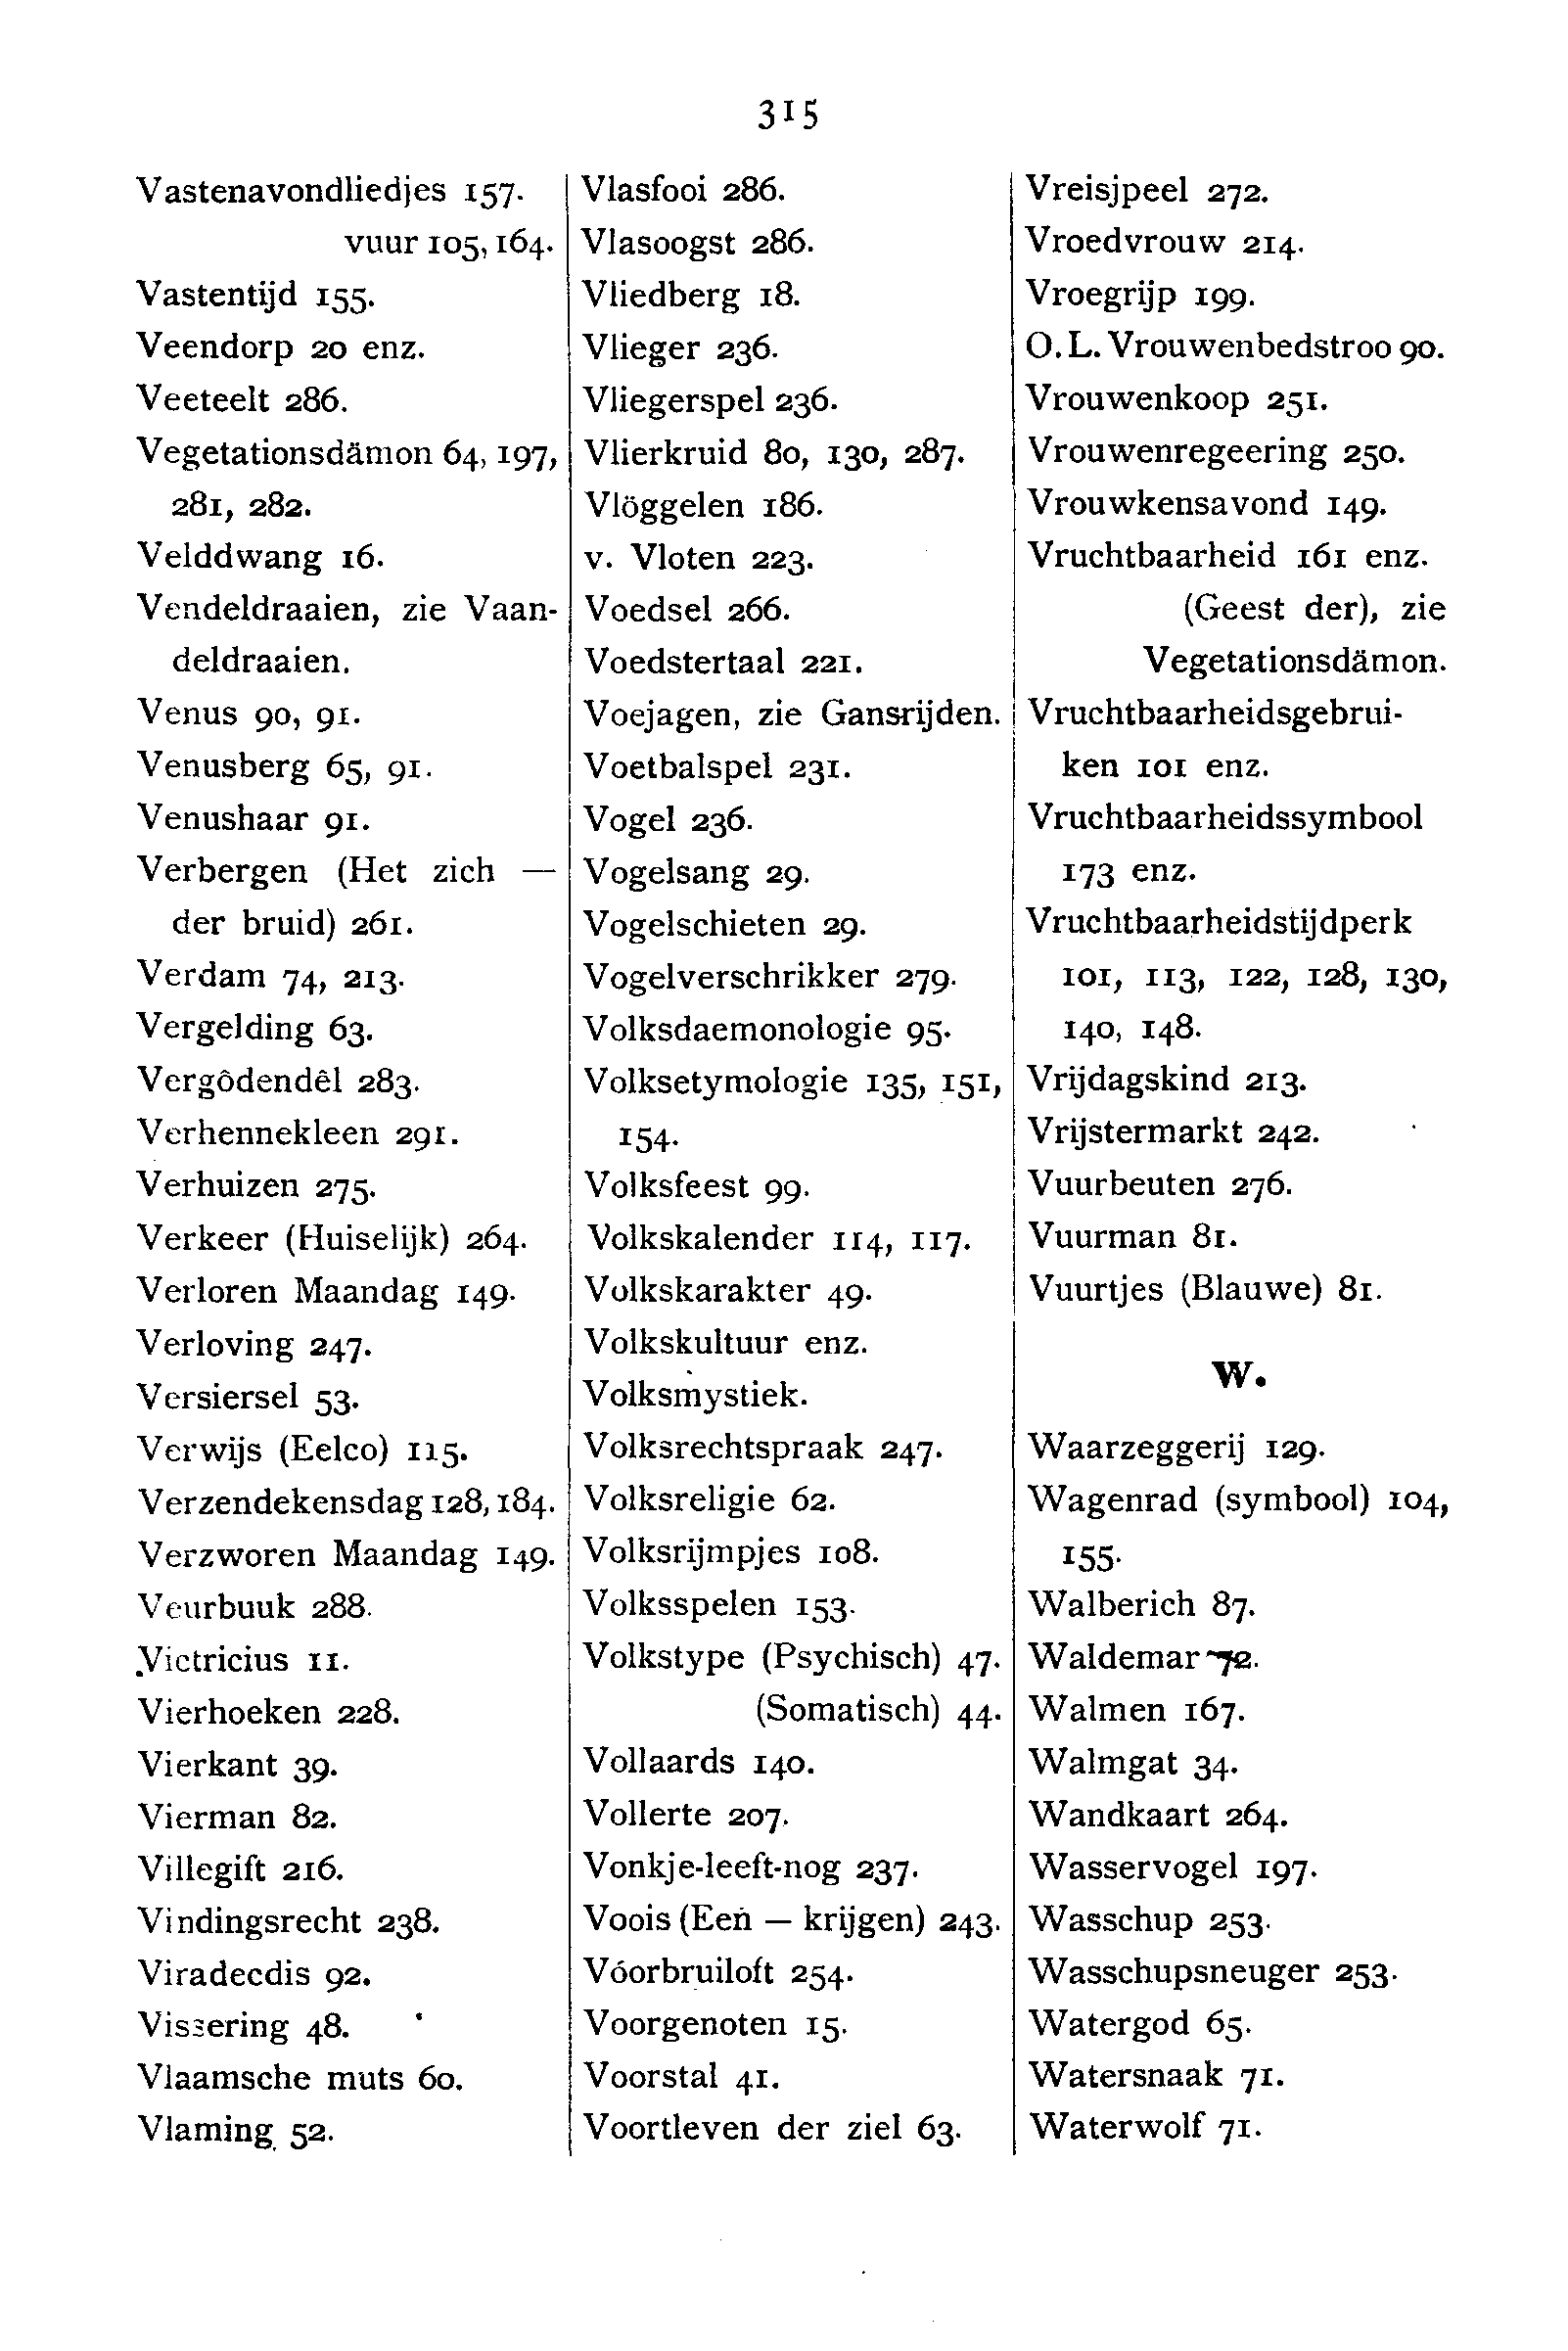 315
Vastenavondliedjes 157.
vuur 105, 164.
Vastentijd 155.
Veendorp 20 enz.
Veeteelt 286.
Vegetationsdämon 64, 197,
281, 282.
Velddwang 16.
Vendeldraaien, zie Vaan-
deldraaien.
Venus 90, 91.
Venusberg 65, 91.
Venushaar 91.
Verbergen (Het zich —
der bruid) 261.
Verdam 74, 213.
Vergelding 63.
Vergôdendêl 283.
Verhennekleen 291.
Verhuizen 275.
Verkeer (Huiselijk) 264.
Verloren Maandag 149.
Verloving 247.
Versiersel 53.
Verwijs (Eelco) 115.
Verzendekensdag 128, 184.
Verzworen Maandag 149.
Veurbuuk 288.
Victricius 11.
Vierhoeken 228.
Vierkant 39.
Vierman 82.
Villegift 216.
Vindingsrecht 238.
Viradecdis 92.
Vissering 48.
Vlaamsche muts 60.
Vlaming 52.
Vlasfooi 286.
Vlasoogst 286.
Vliedberg 18.
Vlieger 236.
Vliegerspel 236.
Vlierkruid 80, 130, 287.
Vlöggelen 186.
v. Vloten 223.
Voedsel 266.
Voedstertaal 221.
Voejagen, zie Gansrijden.
Voetbalspel 231.
Vogel 236.
Vogelsang 29.
Vogelschieten 29.
Vogelverschrikker 279.
Volksdaemonologie 95.
Volksetymologie 135, 151,
154.
Volksfeest 99.
Volkskalender 114, 117.
Volkskarakter 49.
Volkskultuur enz.
Volksmystiek.
Volksrechtspraak 247.
Volksreligie 62.
Volksrijmpjes 108.
Volksspelen 153.
Volkstype (Psychisch) 47.
(Somatisch) 44.
Vollaards 140.
Vollerte 207.
Vonkje-leeft-nog 237.
Voois (Een — krijgen) 243.
Vóorbruiloft 254.
Voorgenoten 15.
Voorstal 41.
Voortleven der ziel 63.
Vreisjpeel 272.
Vroedvrouw 214.
Vroegrijp 199.
O. L. Vrouwenbedstroo 90.
Vrouwenkoop 251.
Vrouwenregeering 250.
Vrouwkensavond 149.
Vruchtbaarheid 161 enz.
(Geest der), zie
Vegetationsdämon.
Vruchtbaarheidsgebrui-
ken 101 enz.
Vruchtbaarheidssymbool
173 enz.
Vruchtbaarheidstijdperk
101, 113, 122, 128, 130,
140, 148.
Vrijdagskind 213.
Vrijstermarkt 242.
Vuurbeuten 276.
Vuurman 81.
Vuurtjes (Blauwe) 81.
W.
Waarzeggerij 129.
Wagenrad (symbool) 104,
155.
Walberich 87.
Waldemar 72.
Walmen 167.
Walmgat 34.
Wandkaart 264.
Wasservogel 197.
Wasschup 253.
Wasschupsneuger 253.
Watergod 65.
Watersnaak 71.
Waterwolf 71.